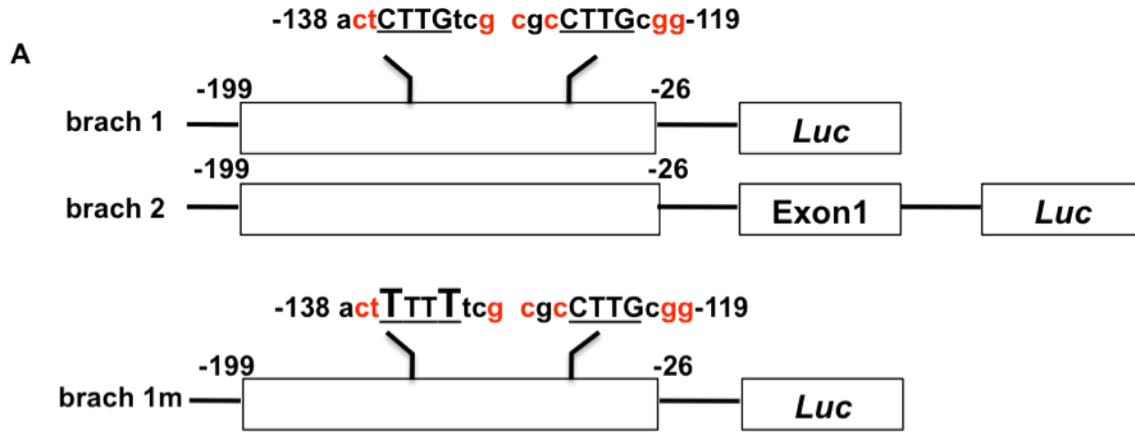 -138 actCTTGtcg cgcCTTGcgg-119
A
-199 -26
brach 1 Luc
-199 -26
brach 2 Exon1 Luc
-138 actTTTTtcg cgcCTTGcgg-119
-199 -26
brach 1m Luc